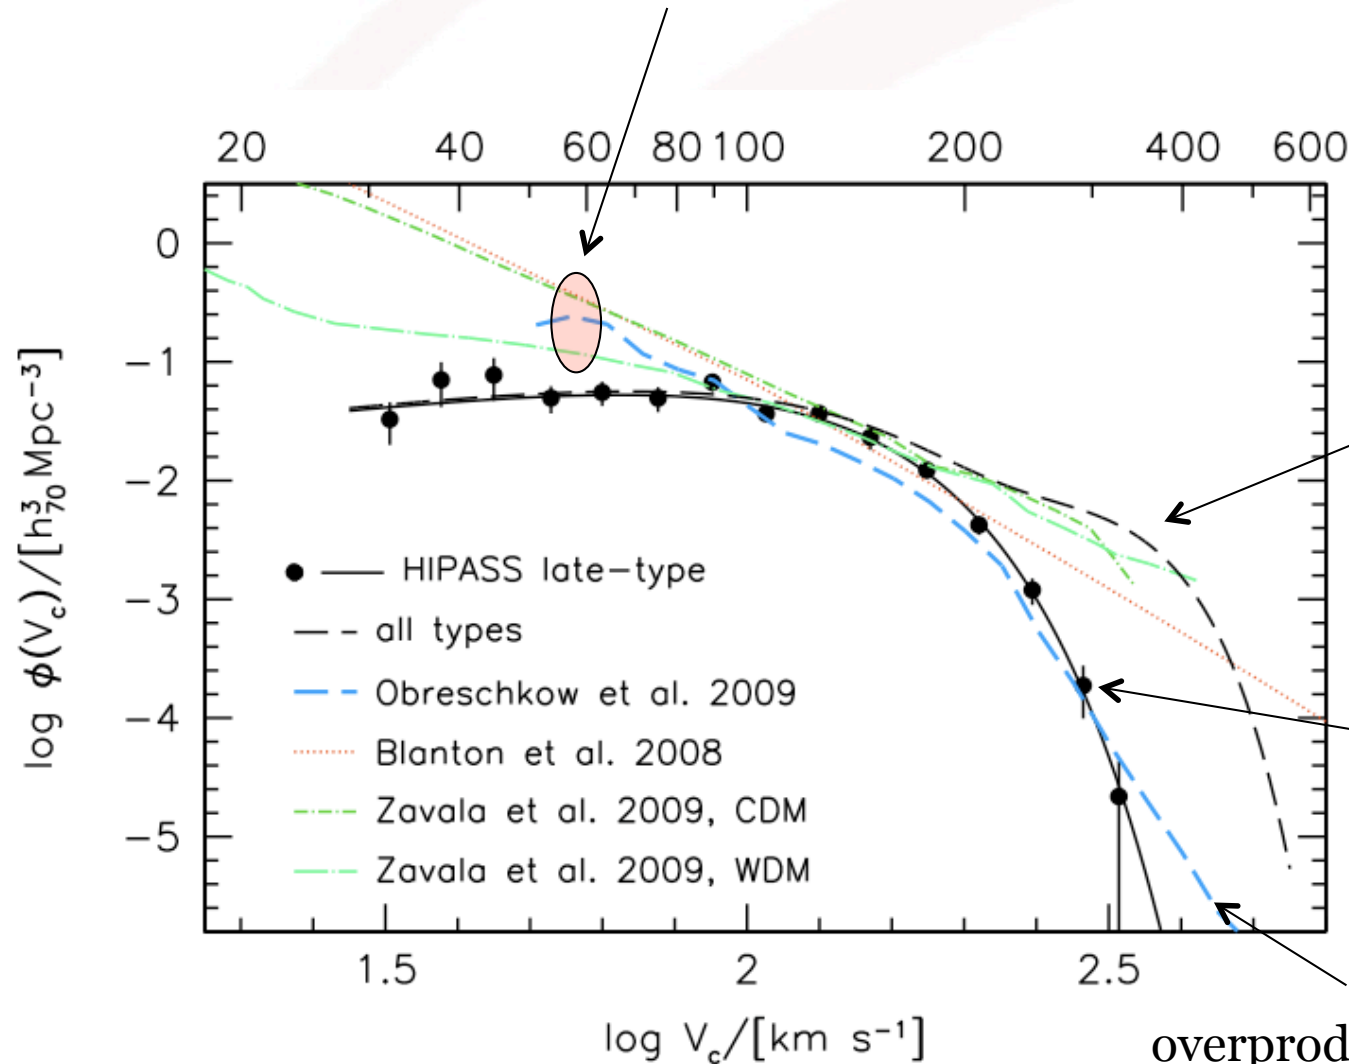 20 40 60 80 100 200 400 600
0
−1
−2
−3
−4
−5
log ϕ(V_c)/[h³₇₀Mpc⁻³]
HIPASS late−type
all types
Obreschkow et al. 2009
Blanton et al. 2008
Zavala et al. 2009, CDM
Zavala et al. 2009, WDM
1.5 2 2.5
log V_c/[km s⁻¹]
overprod